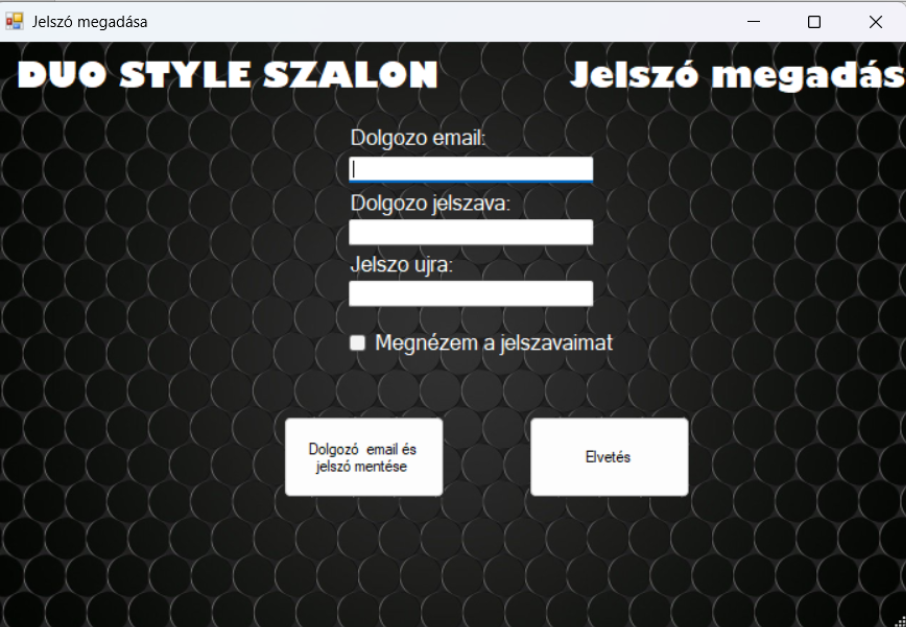 Jelszó megadása
DUO STYLE SZALON
Jelszó megadás
Dolgozo email:
Dolgozo jelszava:
Jelszo ujra:
Megnézem a jelszavaimat
Dolgozó  email és
jelszó mentése
Elvetés